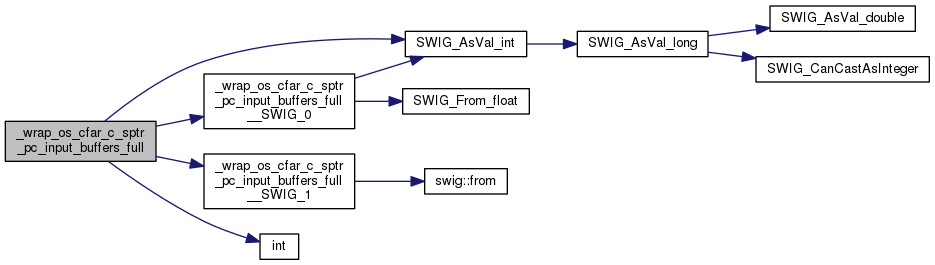 _wrap_os_cfar_c_sptr
_pc_input_buffers_full
SWIG_AsVal_int
_wrap_os_cfar_c_sptr
_pc_input_buffers_full
__SWIG_0
_wrap_os_cfar_c_sptr
_pc_input_buffers_full
__SWIG_1
int
SWIG_From_float
swig::from
SWIG_AsVal_long
SWIG_AsVal_double
SWIG_CanCastAsInteger